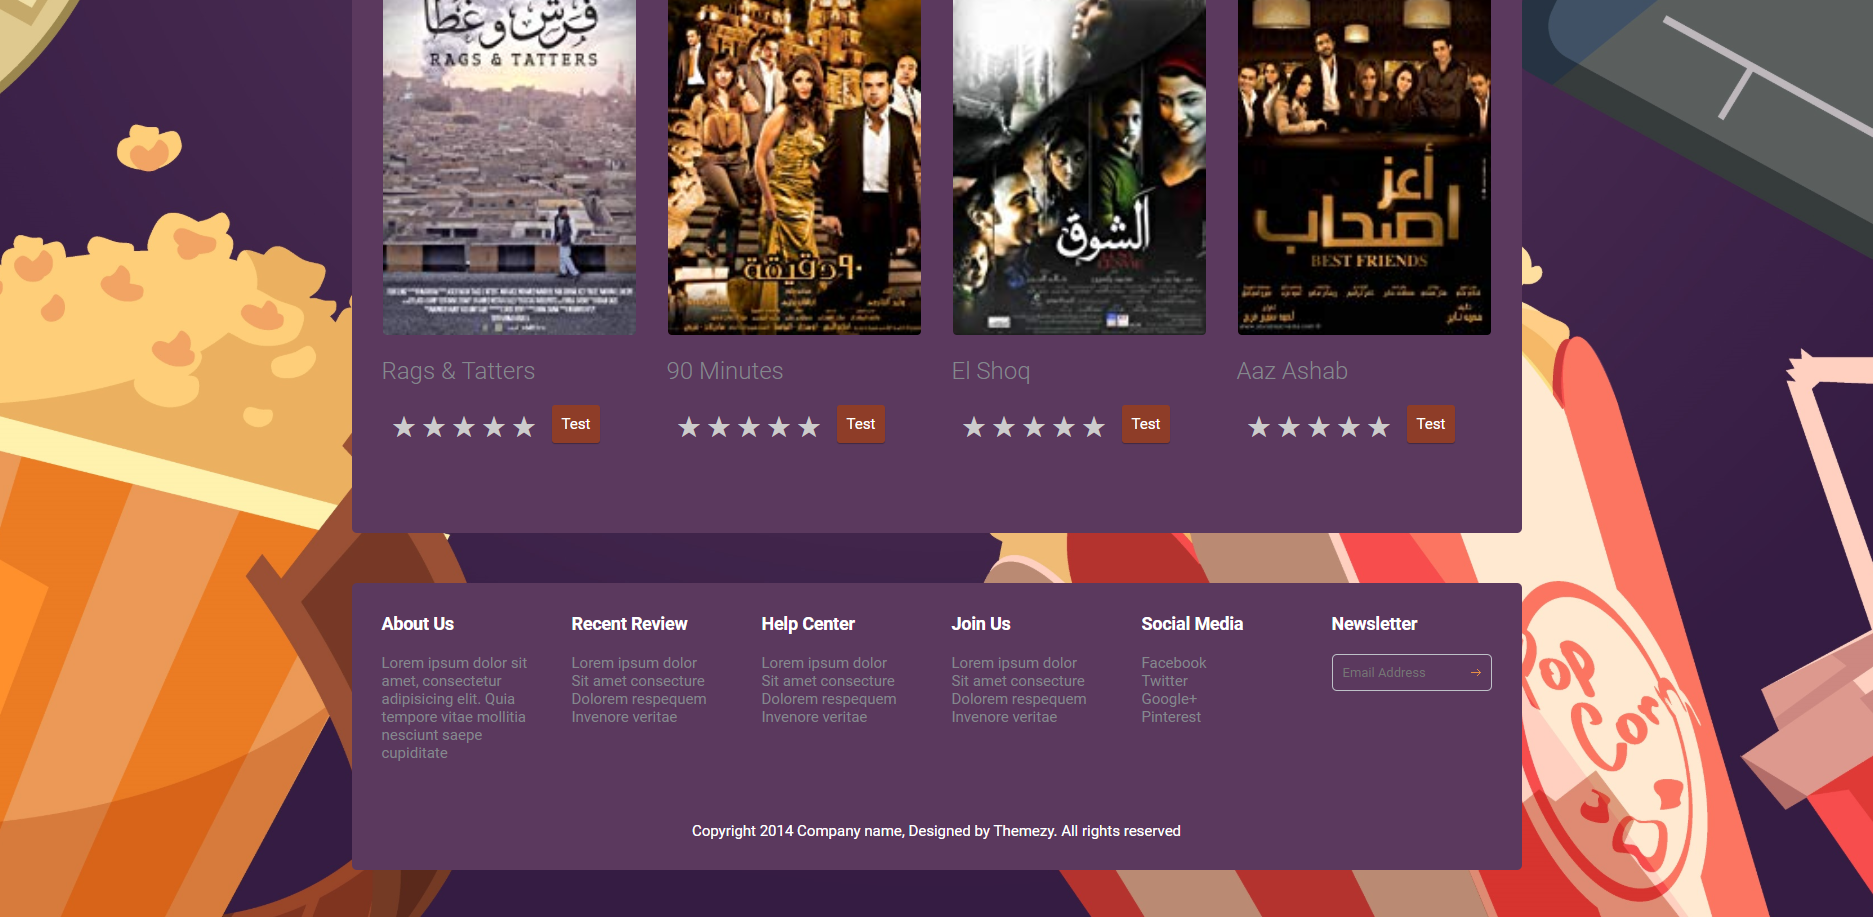 فرش وغطا
RAGS & TATTERS
٩٠ دقيقة
الشوق
أعز
اصحاب
BEST FRIENDS
Rags & Tatters
90 Minutes
El Shoq
Aaz Ashab
Test
Test
Test
Test
About Us
Recent Review
Help Center
Join Us
Social Media
Newsletter
Lorem ipsum dolor sit
amet, consectetur
adipisicing elit. Quia
tempore vitae mollitia
nesciunt saepe
cupiditate
Lorem ipsum dolor
Sit amet consecture
Dolorem respequem
Invenore veritae
Lorem ipsum dolor
Sit amet consecture
Dolorem respequem
Invenore veritae
Lorem ipsum dolor
Sit amet consecture
Dolorem respequem
Invenore veritae
Facebook
Twitter
Google+
Pinterest
Email Address
Pop
Corn
Copyright 2014 Company name, Designed by Themezy. All rights reserved